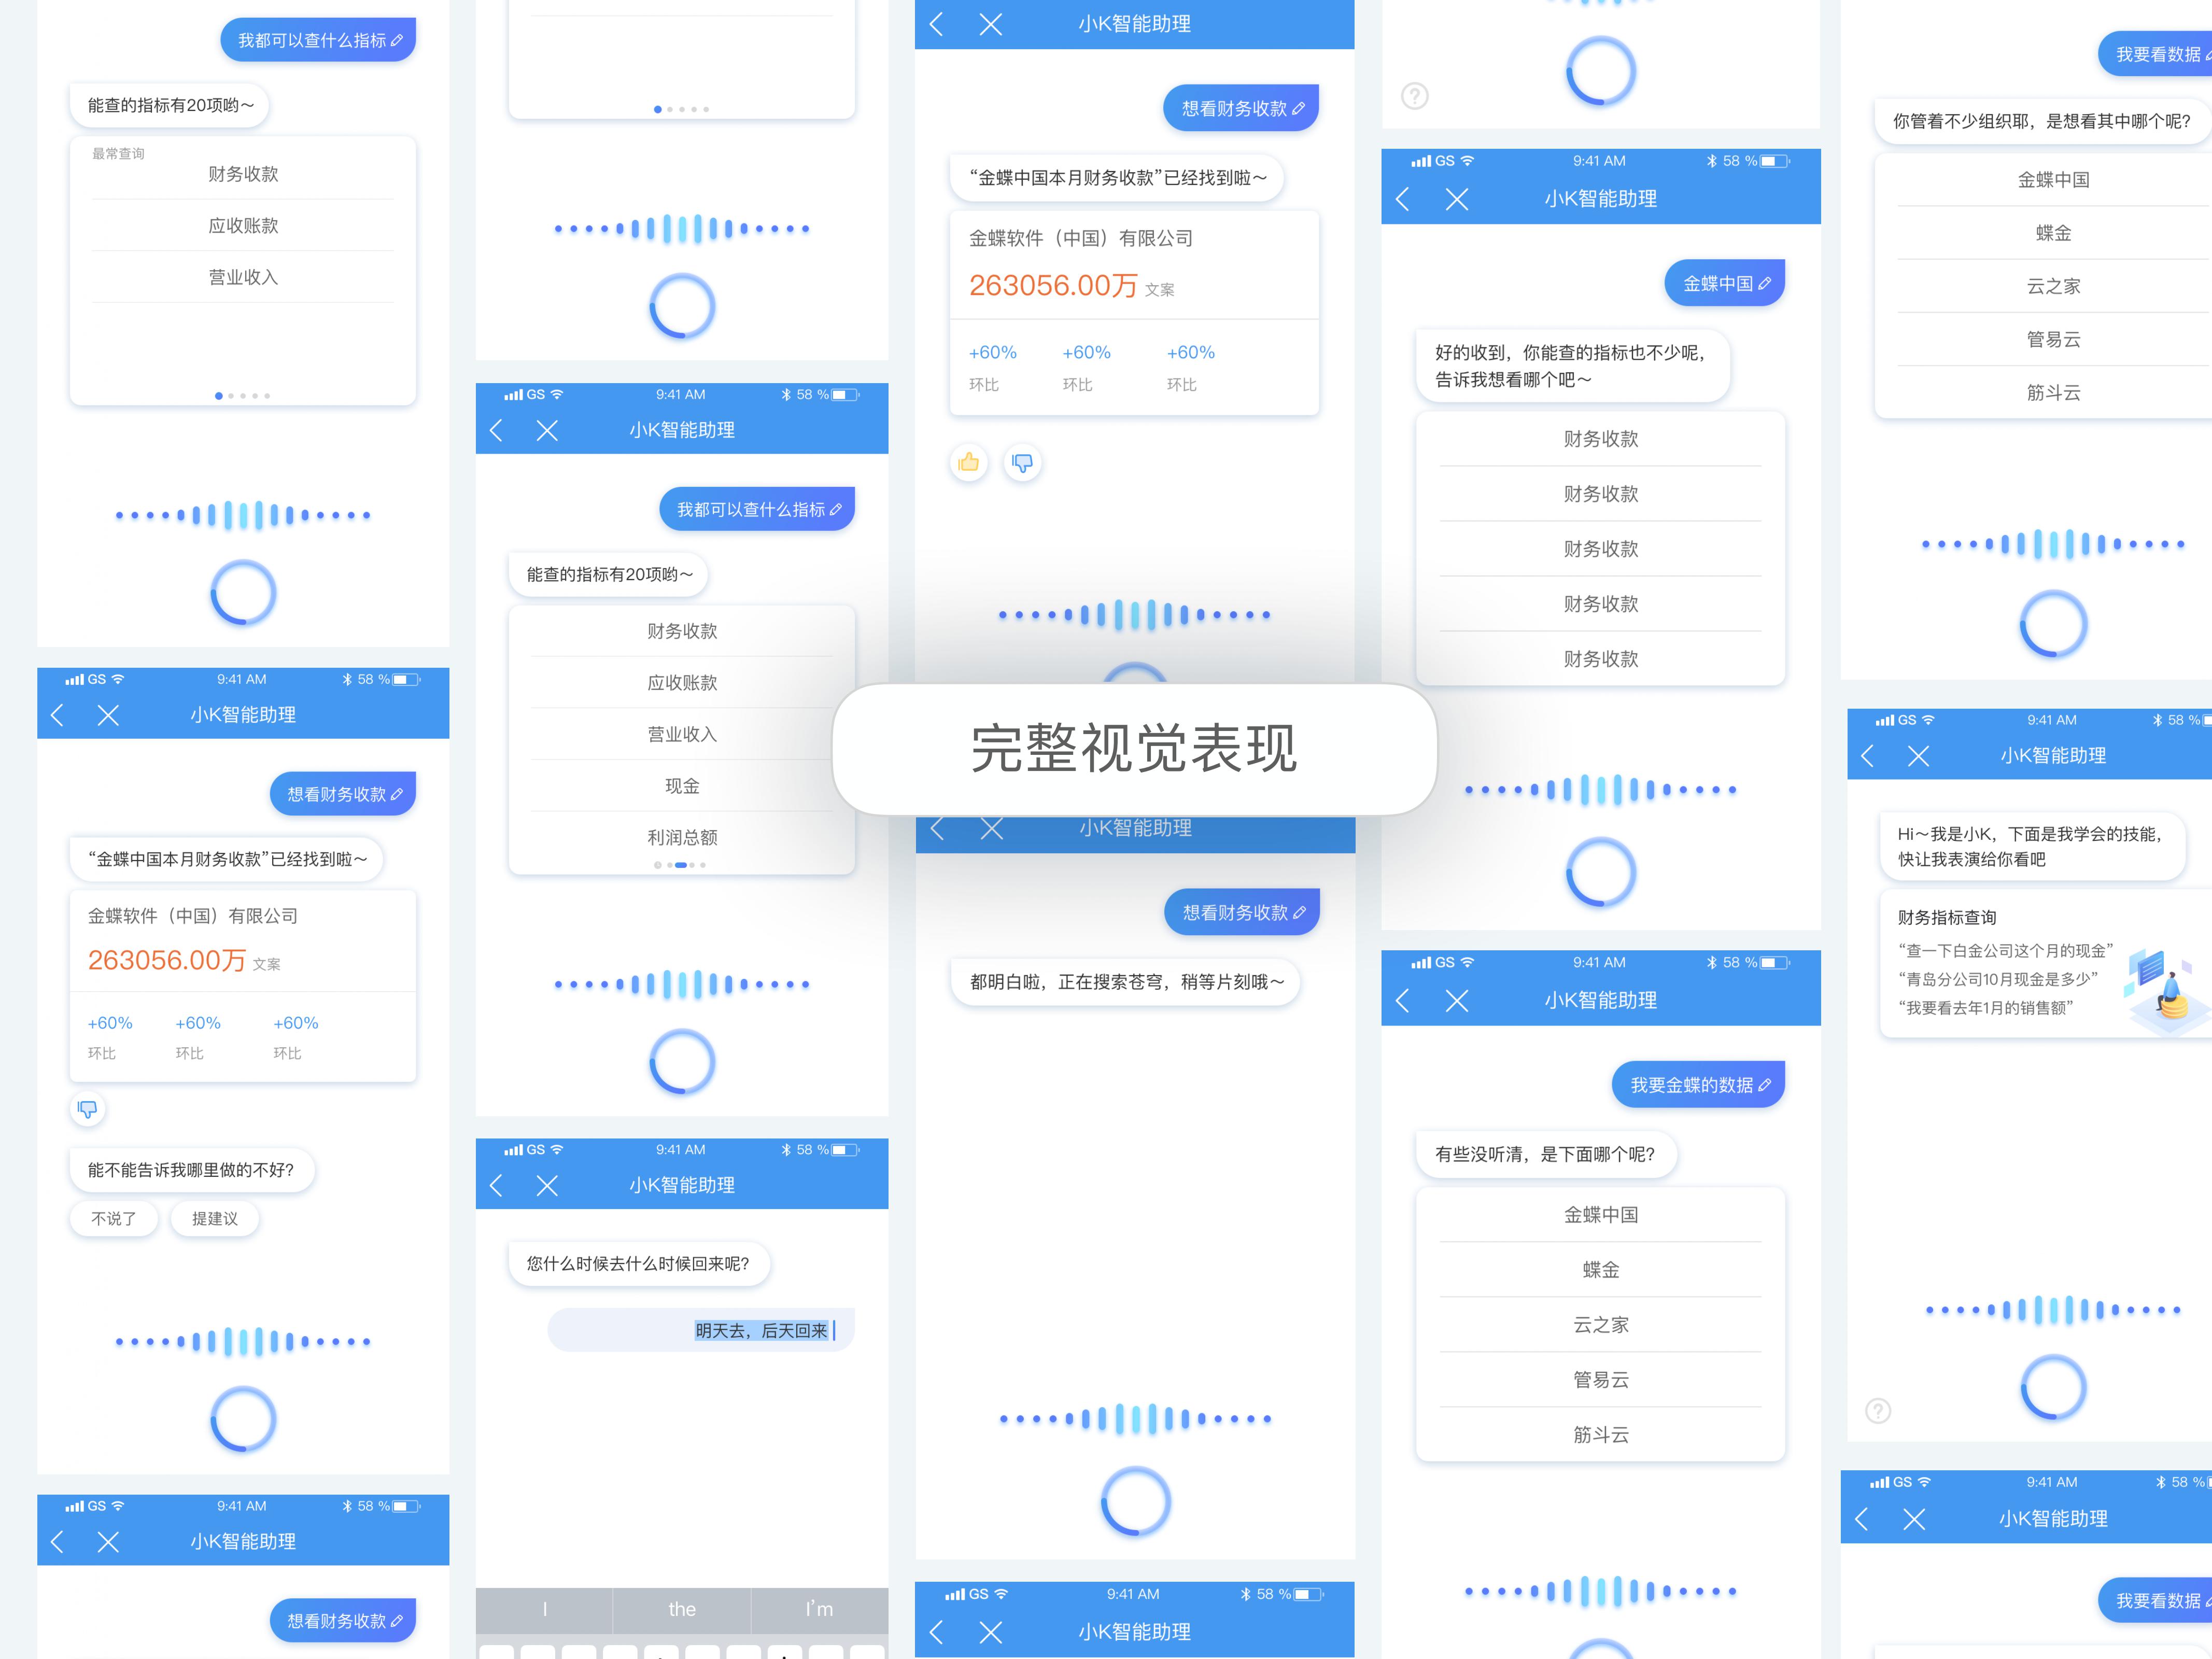 我都可以查什么指标
能查的指标有20项哟～
最常查询
财务收款
应收账款
营业收入
GS 9:41 AM 58 %
小K智能助理
想看财务收款
“金蝶中国本月财务收款”已经找到啦～
金蝶软件（中国）有限公司
263056.00万 文案
+60% +60% +60%
环比 环比 环比
能不能告诉我哪里做的不好?
不说了 提建议
GS 9:41 AM 58 %
小K智能助理
想看财务收款
GS 9:41 AM 58 %
小K智能助理
我都可以查什么指标
能查的指标有20项哟～
财务收款
应收账款
营业收入
现金
利润总额
GS 9:41 AM 58 %
小K智能助理
您什么时候去什么时候回来呢?
明天去，后天回来
I the I’m
小K智能助理
想看财务收款
“金蝶中国本月财务收款”已经找到啦～
金蝶软件（中国）有限公司
263056.00万 文案
+60% +60% +60%
环比 环比 环比
完整视觉表现
小K智能助理
想看财务收款
都明白啦，正在搜索苍穹，稍等片刻哦～
GS 9:41 AM 58 %
小K智能助理
?
GS 9:41 AM 58 %
小K智能助理
金蝶中国
好的收到，你能查的指标也不少呢，
告诉我想看哪个吧～
财务收款
财务收款
财务收款
财务收款
财务收款
GS 9:41 AM 58 %
小K智能助理
我要金蝶的数据
有些没听清，是下面哪个呢?
金蝶中国
蝶金
云之家
管易云
筋斗云
我要看数据
你管着不少组织耶，是想看其中哪个呢?
金蝶中国
蝶金
云之家
管易云
筋斗云
GS 9:41 AM 58 %
小K智能助理
Hi～我是小K，下面是我学会的技能，
快让我表演给你看吧
财务指标查询
“查一下白金公司这个月的现金”
“青岛分公司10月现金是多少”
“我要看去年1月的销售额”
?
GS 9:41 AM 58 %
小K智能助理
我要看数据